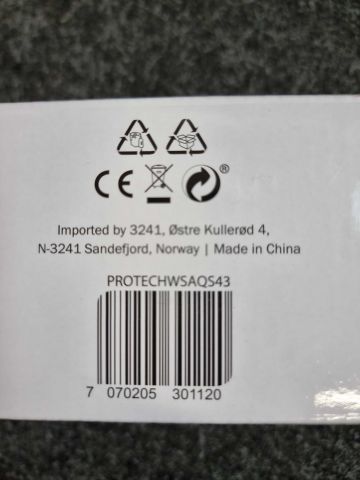 CE ®
Imported by 3241, Østre Kullerød 4,
N-3241 Sandefjord, Norway | Made in China
PROTECHWSAQS43
7 070205 301120